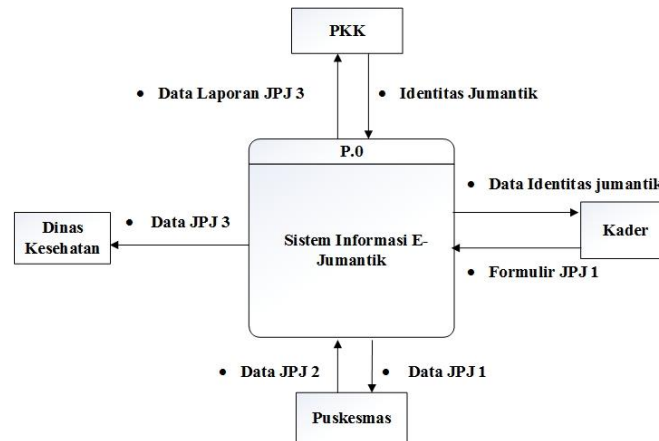 PKK
• Data Laporan JPJ 3
• Identitas Jumantik
P.0
• Data Identitas jumantik
Dinas
Kesehatan
• Data JPJ 3
Sistem Informasi E-
Jumantik
Kader
• Formulir JPJ 1
• Data JPJ 2
• Data JPJ 1
Puskesmas